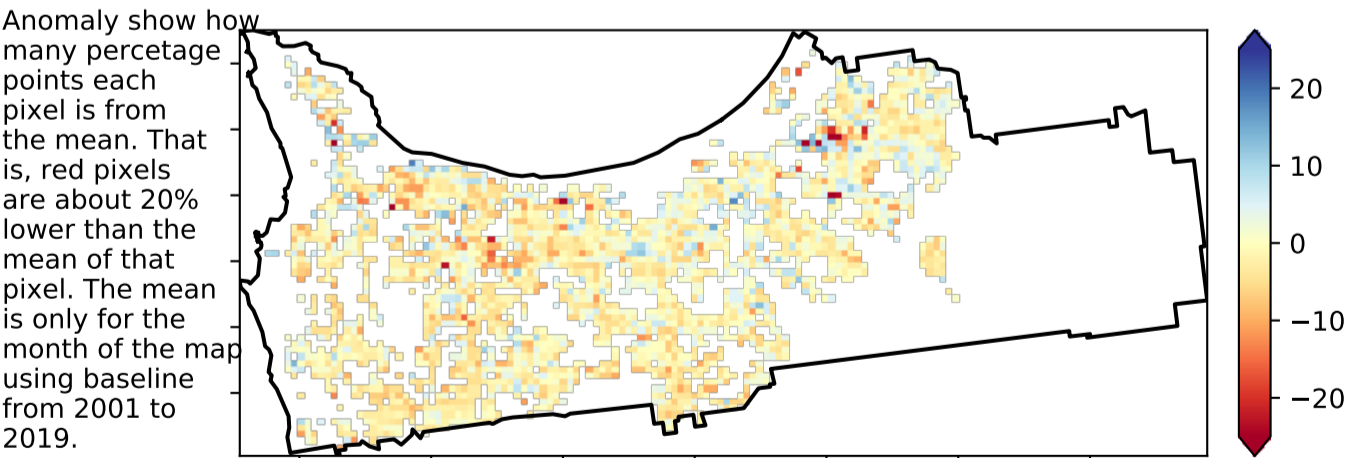 Anomaly show how
many percetage
points each
pixel is from
the mean. That
is, red pixels
are about 20%
lower than the
mean of that
pixel. The mean
is only for the
month of the map
using baseline
from 2001 to
2019.
20
10
0
−10
−20